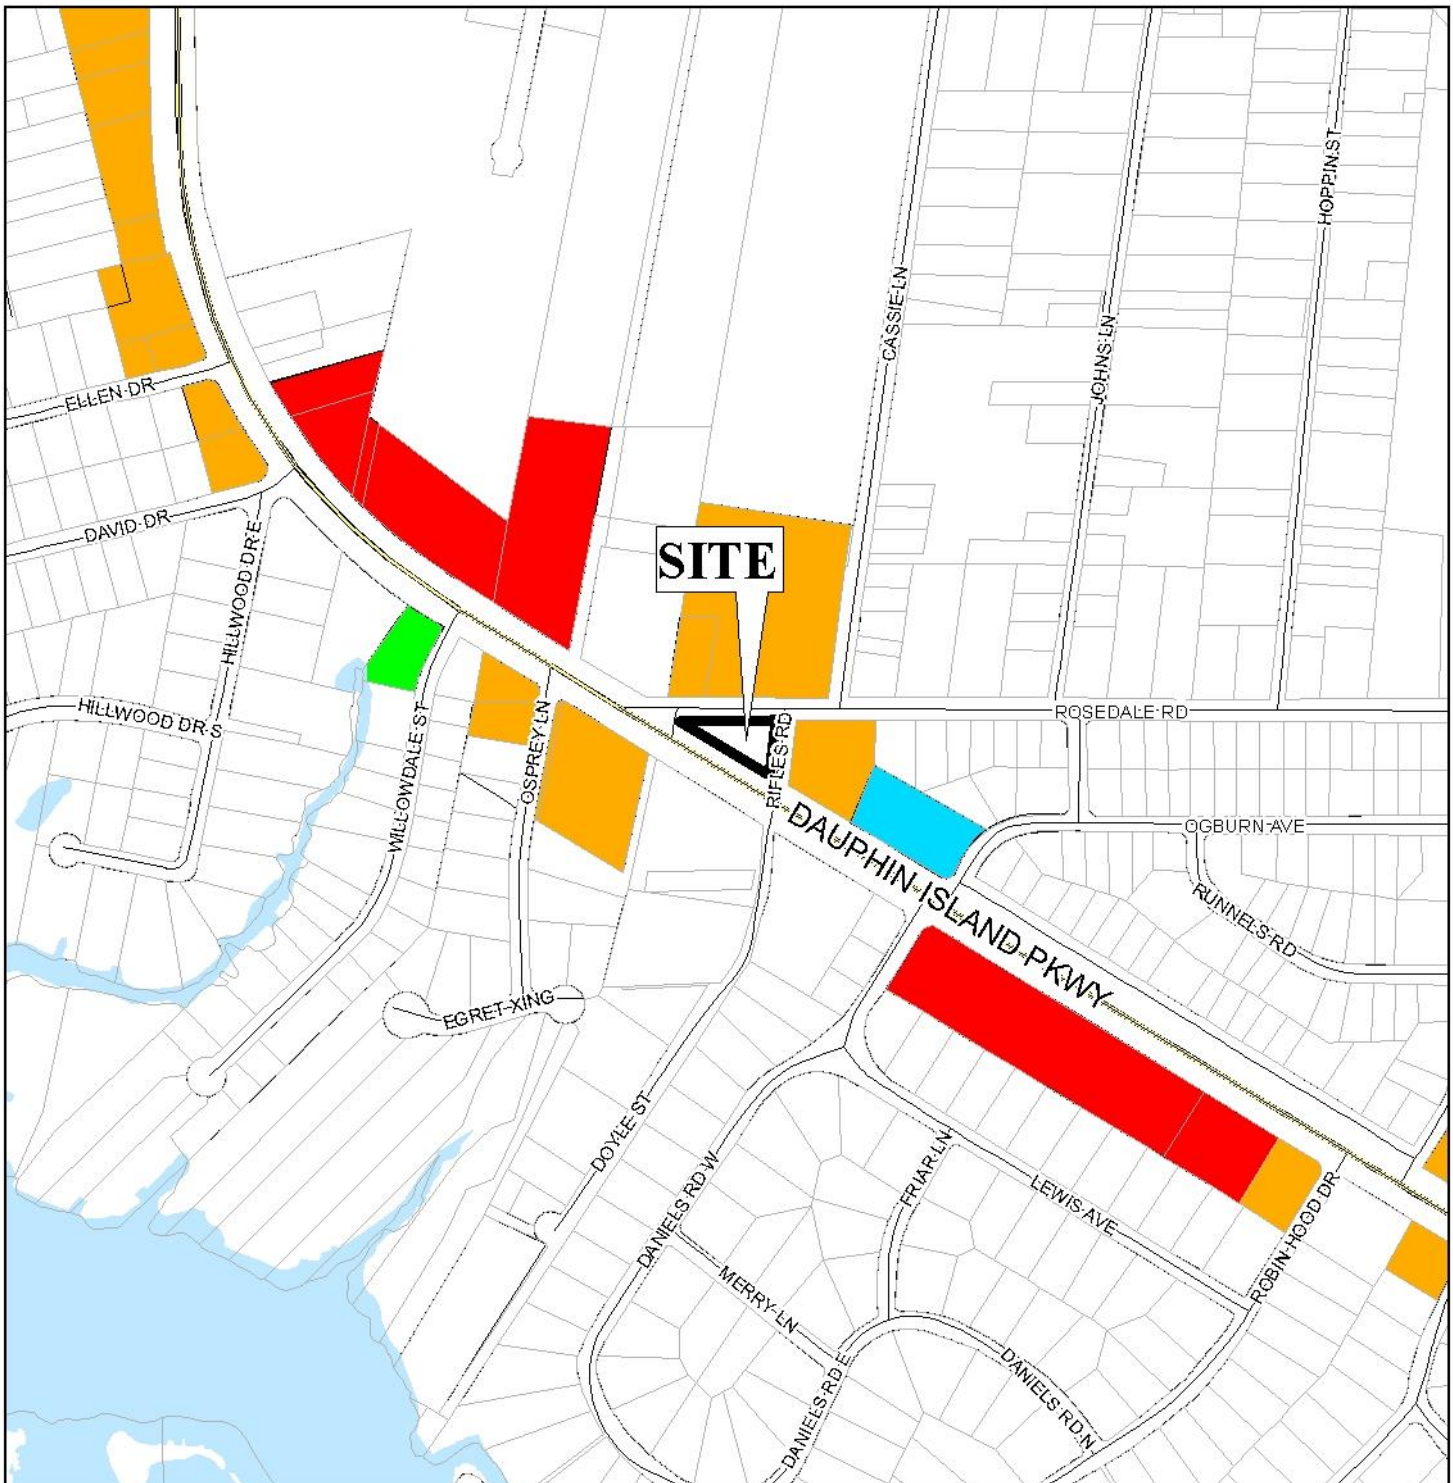 HOPPIN ST
CASSIE LN
JOHNS LN
ELLEN DR
DAVID DR
HILLWOOD DR E
SITE
HILLWOOD DR S
WILLOWDALE ST
OSPREY LN
RIFLES RD
ROSEDALE RD
DAUPHIN ISLAND PKWY
OGBURN AVE
RUNNELS RD
EGRET XING
DOYLE ST
DANIELS RD W
FRIAR LN
LEWIS AVE
ROBIN HOOD DR
MERRY LN
DANIELS RD E
DANIELS RD N